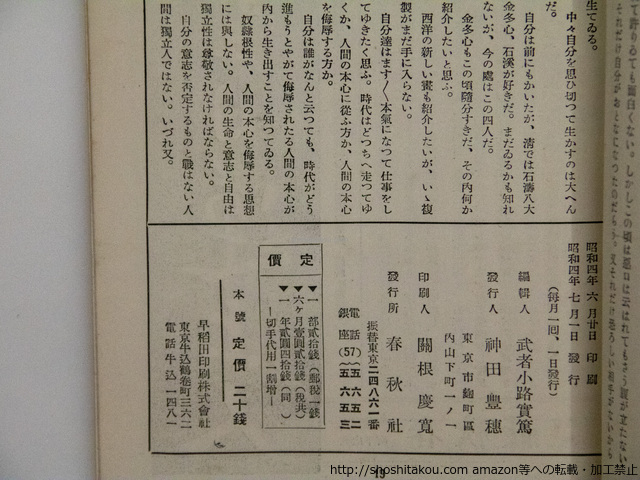 生てゐる。
中々自分を思ひ切つて生かすのは大へん
だ。
自分は前にもかいたが、清では石濤八大
金冬心、石溪が好きだ。まだゐるかも知れ
ないが、今の處はこの四人だ。
金冬心もこの頃隨分すきだ、その内何か
紹介したいと思ふ。
西洋の新しい畫も紹介したいが、いゝ複
製がまだ手に入らない。
自分達はます〳〵本氣になつて仕事をし
てゆきたく思ふ。時代はどつちへ走つてゆ
くか、人間の本心に從ふ方か、人間の本心
を侮辱する方か。
自分は誰がなんと云つても、時代がどう
進もうとやがて侮辱されたる人間の本心が
内から生き出すことを知つてゐる。
奴隷根性や、人間の本心を侮辱する思想
には與しない。人間の生命と意志と自由は
獨立性は尊敬されなければならない。
自分の意志を否定するものと戰はない人
間は獨立人ではない。いづれ又。
昭和四年六月廿日印刷
昭和四年七月一日發行
(毎月一回、一日發行)
編輯人 武者小路實篤
發行人 神田豐穗
東京市麴町區
内山下町一ノ一
印刷人 關根慶寬
發行所 春秋社
振替東京二四八六一番
電話 銀座(57)
五六五二
五六五三
定價
▼一部貳拾錢(郵税一錢)
▼六ケ月壹圓貳拾錢(税共)
▼一年貳圓四拾錢(同)
―切手代用一割增―
本號定價二十錢
早稻田印刷株式會社
東京牛込鶴卷町三六二
電話牛込一四八一
19
http://shoshitakou.com amazon等への転載・加工禁止